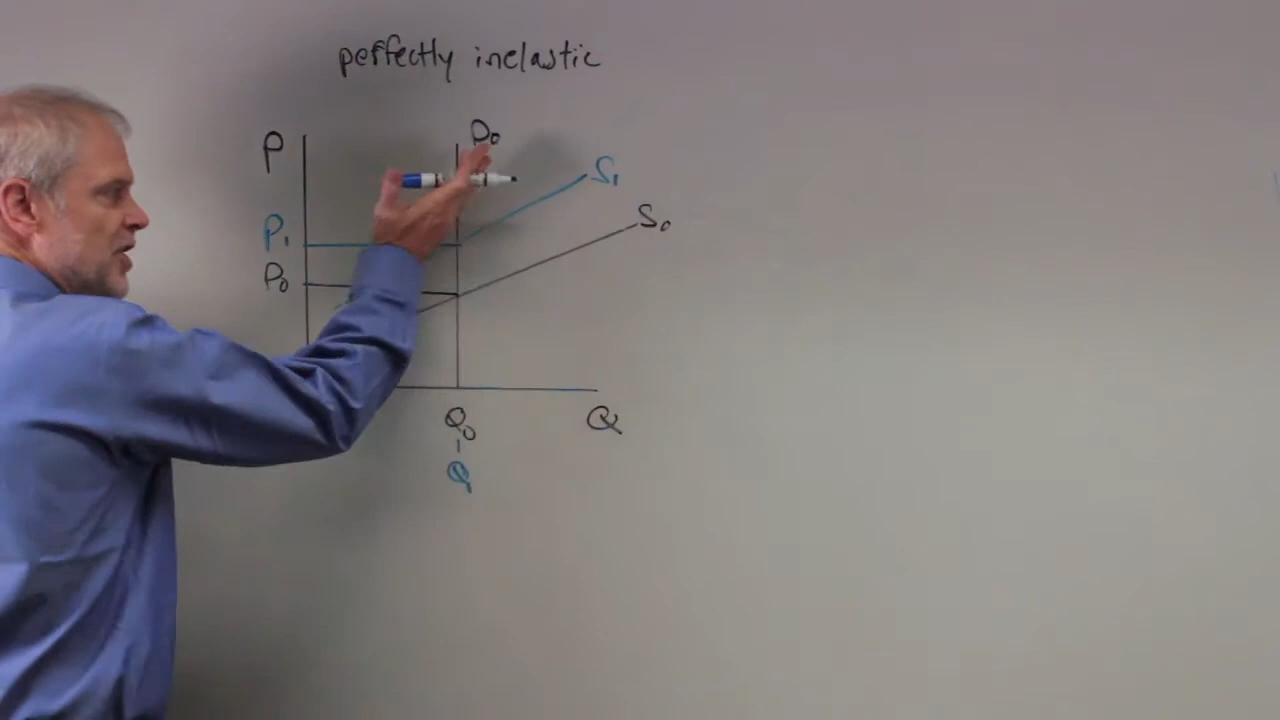 perfectly inelastic
P
D₀
S₁
S₀
P₁
P₀
Q₀
Q
Q₁